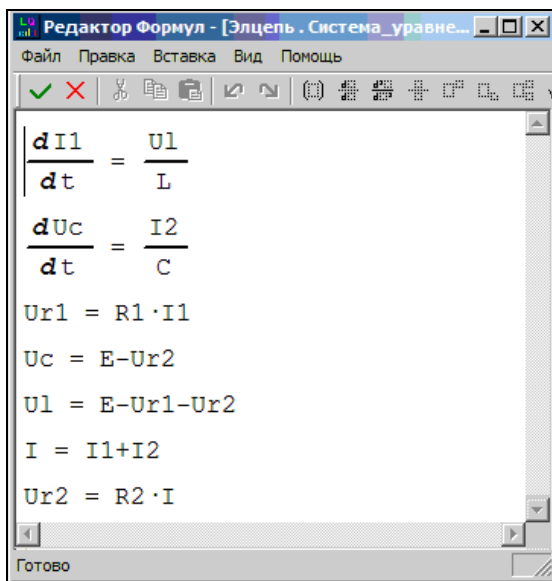 Редактор Формул - [Элцепь . Система_уравне...
Файл Правка Вставка Вид Помощь
dI1/dt = Ul/L
dUc/dt = I2/C
Ur1 = R1·I1
Uc = E-Ur2
Ul = E-Ur1-Ur2
I = I1+I2
Ur2 = R2·I
Готово